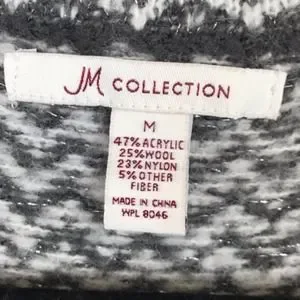 JM COLLECTION
M
47% ACRYLIC
25% WOOL
23% NYLON
5% OTHER
FIBER
MADE IN CHINA
WPL 8046